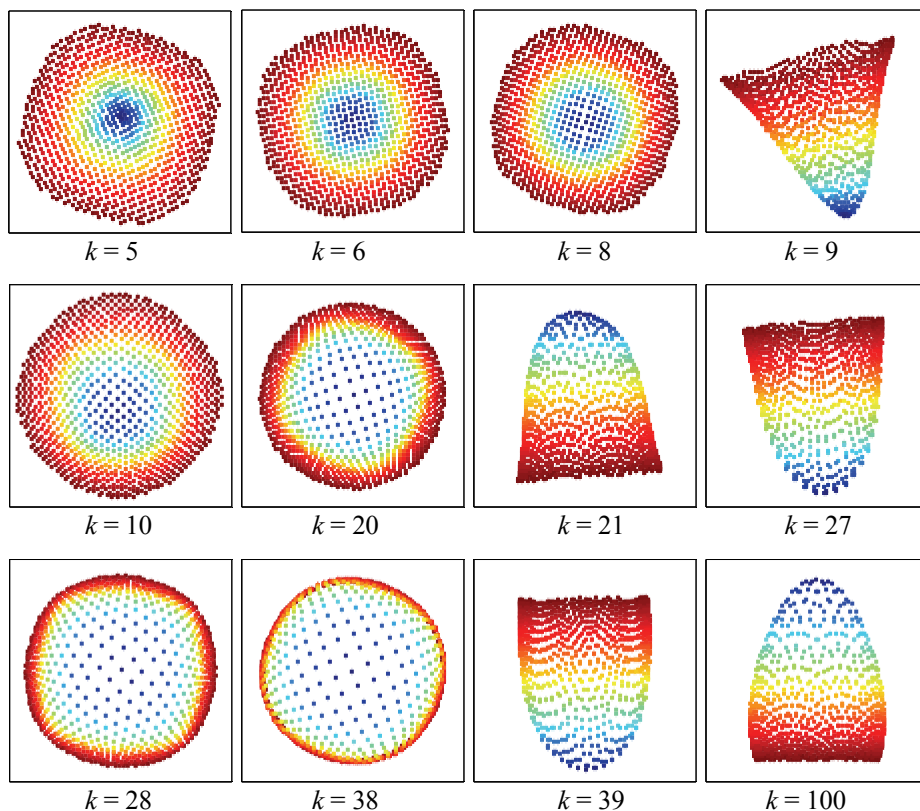 k = 5
k = 6
k = 8
k = 9
k = 10
k = 20
k = 21
k = 27
k = 28
k = 38
k = 39
k = 100